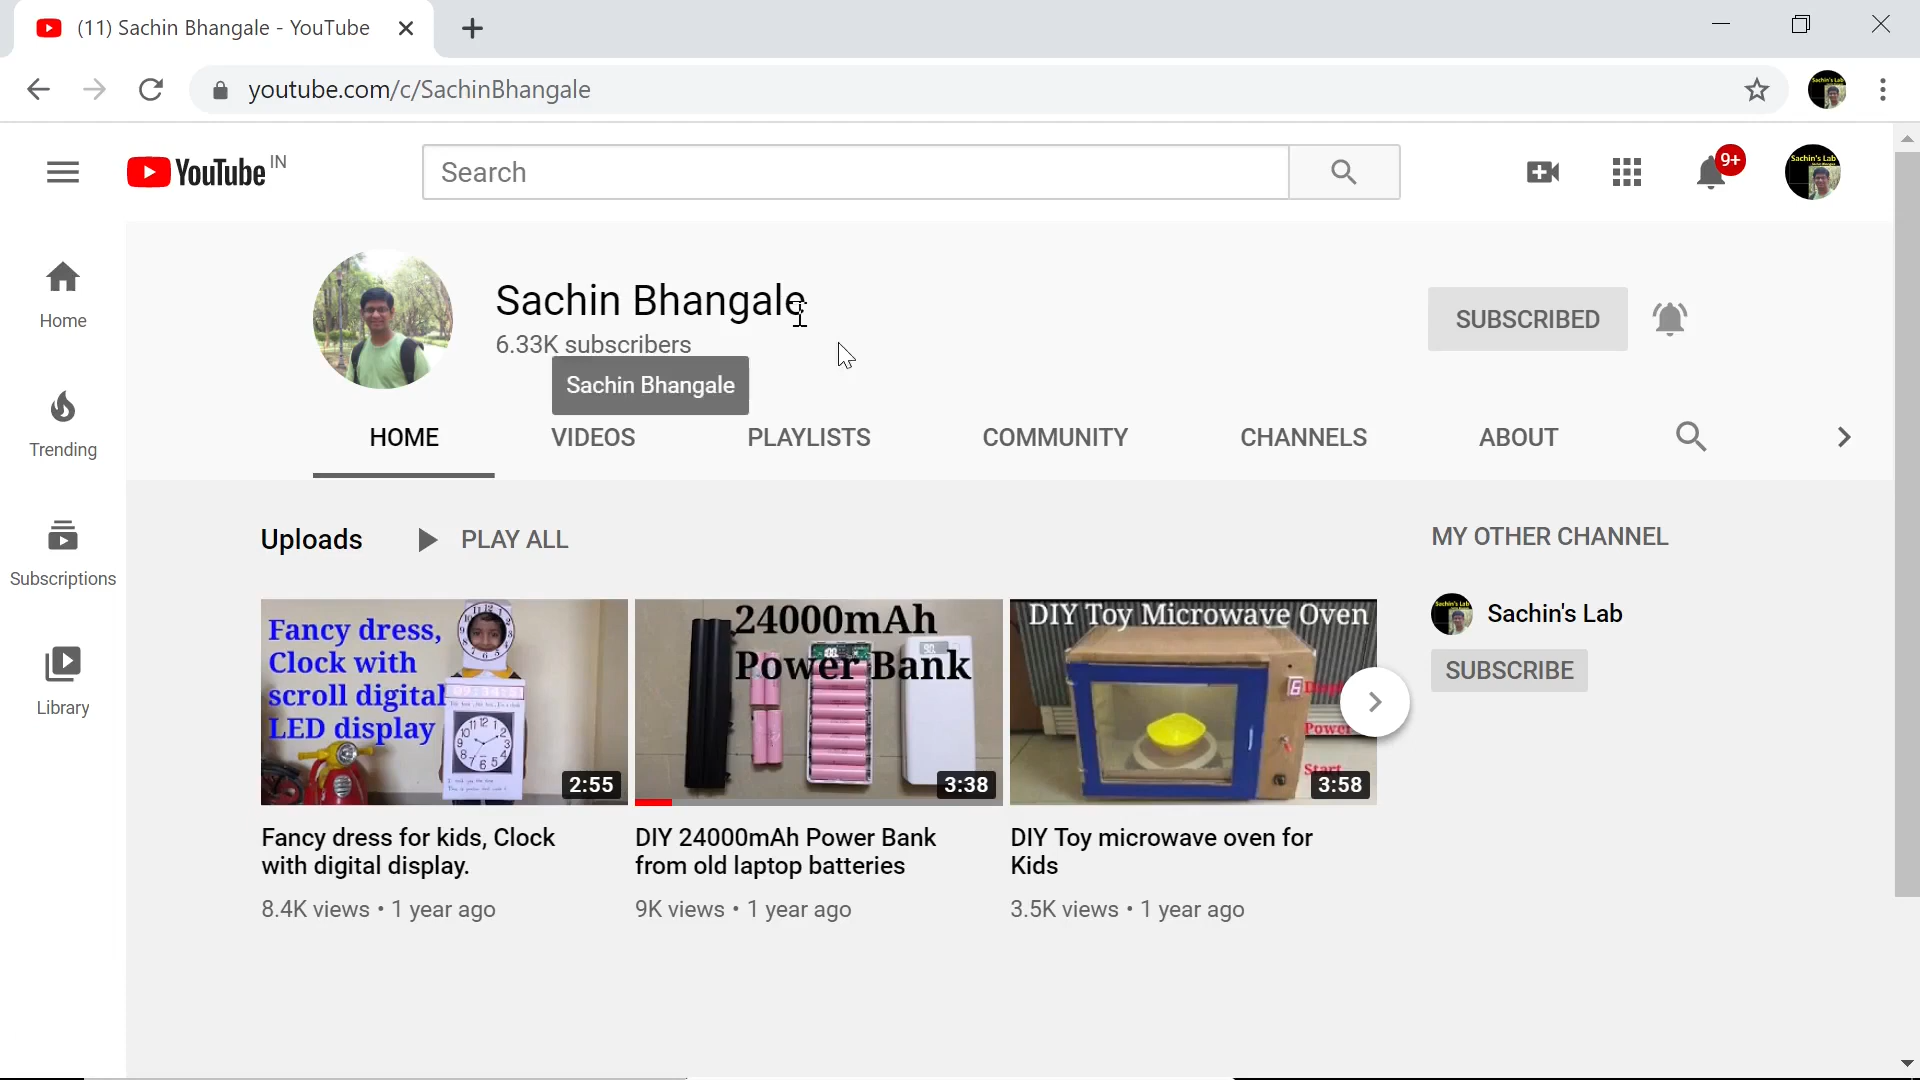 (11) Sachin Bhangale - YouTube
youtube.com/c/SachinBhangale
YouTube IN
Search
9+
Sachin's Lab
Home
Trending
Subscriptions
Library
Sachin Bhangale
6.33K subscribers
Sachin Bhangale
SUBSCRIBED
HOME VIDEOS PLAYLISTS COMMUNITY CHANNELS ABOUT
Uploads PLAY ALL
Fancy dress,
Clock with
scroll digital
LED display
2:55
Fancy dress for kids, Clock
with digital display.
8.4K views • 1 year ago
24000mAh
Power Bank
3:38
DIY 24000mAh Power Bank
from old laptop batteries
9K views • 1 year ago
DIY Toy Microwave Oven
Power
Start
3:58
DIY Toy microwave oven for
Kids
3.5K views • 1 year ago
MY OTHER CHANNEL
Sachin's Lab
SUBSCRIBE